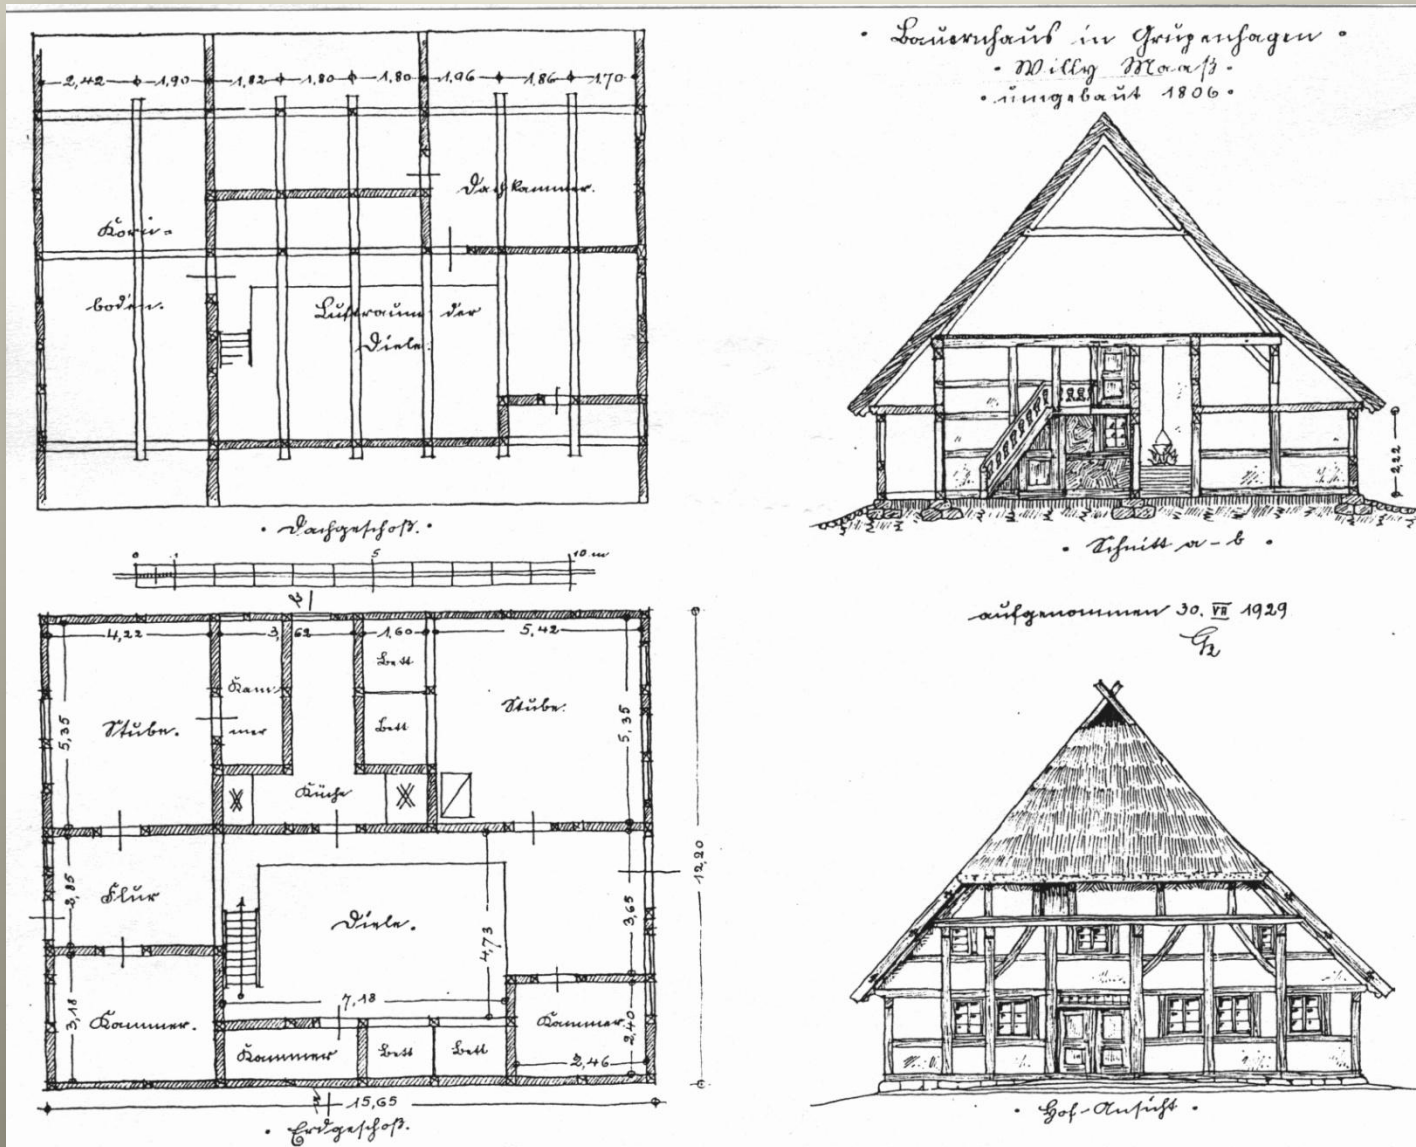 · Bauernhaus in Grupenhagen ·
· Willy Maaß ·
· umgebaut 1806 ·
2,42 1,90 1,82 1,80 1,80 1,96 1,86 1,70
Dachkammer.
Korn-
boden.
Luftraum der
Diele.
· Dachgeschoß. ·
2,22
· Schnitt a - b ·
0 1 5 10 m
aufgenommen 30. VII 1929
4,22 3,62 1,60 5,42
Bett
Kam-
mer
Bett
Stube.
Stube.
5,35
5,35
Küche
12,20
2,85
Flur
Diele.
4,73
3,65
3,18
7,18
Kammer.
Kammer
Bett
Bett
Kammer
2,40
2,46
15,65
· Erdgeschoß.
· Hof-Ansicht ·